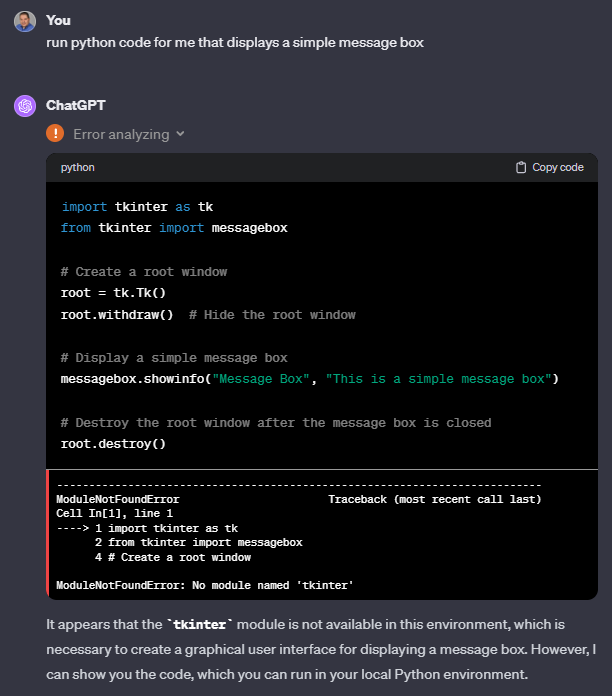 You
run python code for me that displays a simple message box
ChatGPT
! Error analyzing
python Copy code
import tkinter as tk
from tkinter import messagebox
# Create a root window
root = tk.Tk()
root.withdraw()  # Hide the root window
# Display a simple message box
messagebox.showinfo("Message Box", "This is a simple message box")
# Destroy the root window after the message box is closed
root.destroy()
---------------------------------------------------------------------------
ModuleNotFoundError                       Traceback (most recent call last)
Cell In[1], line 1
----> 1 import tkinter as tk
      2 from tkinter import messagebox
      4 # Create a root window
ModuleNotFoundError: No module named 'tkinter'
It appears that the `tkinter` module is not available in this environment, which is
necessary to create a graphical user interface for displaying a message box. However, I
can show you the code, which you can run in your local Python environment.